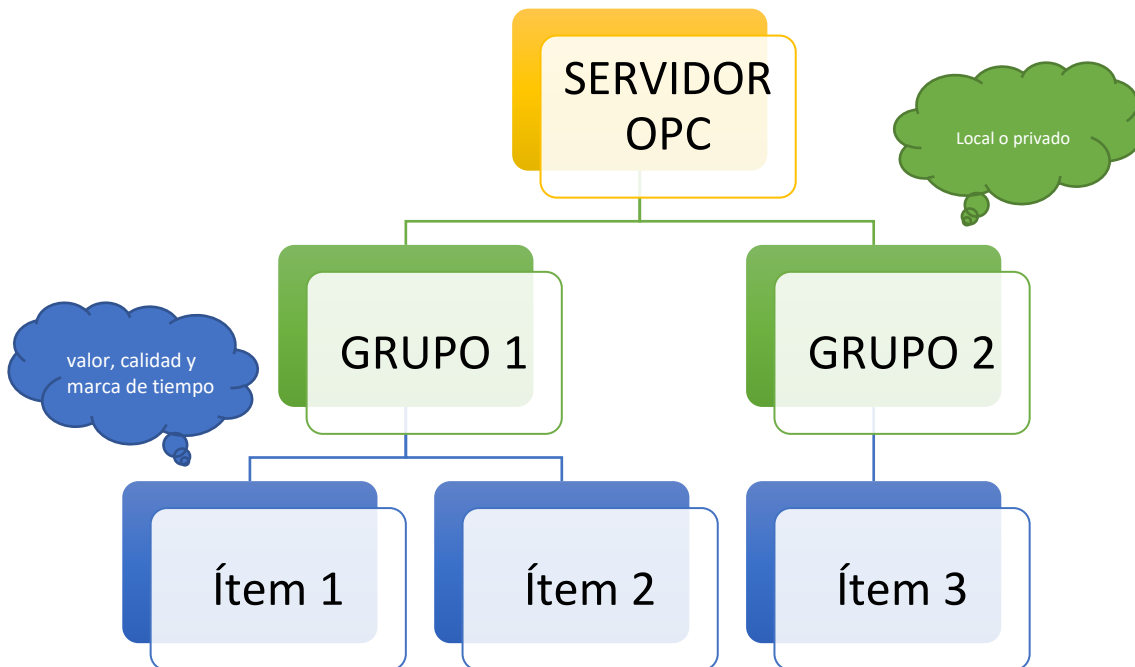 SERVIDOR
OPC
Local o privado
GRUPO 1
GRUPO 2
valor, calidad y
marca de tiempo
Ítem 1
Ítem 2
Ítem 3